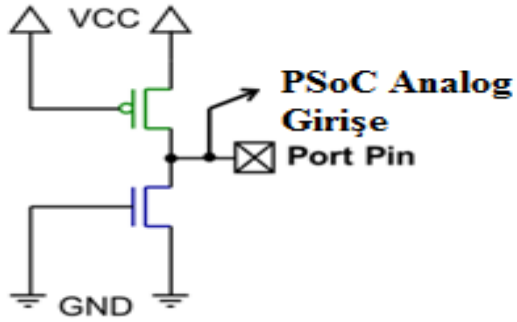 VCC
PSoC Analog
Girişe
Port Pin
GND